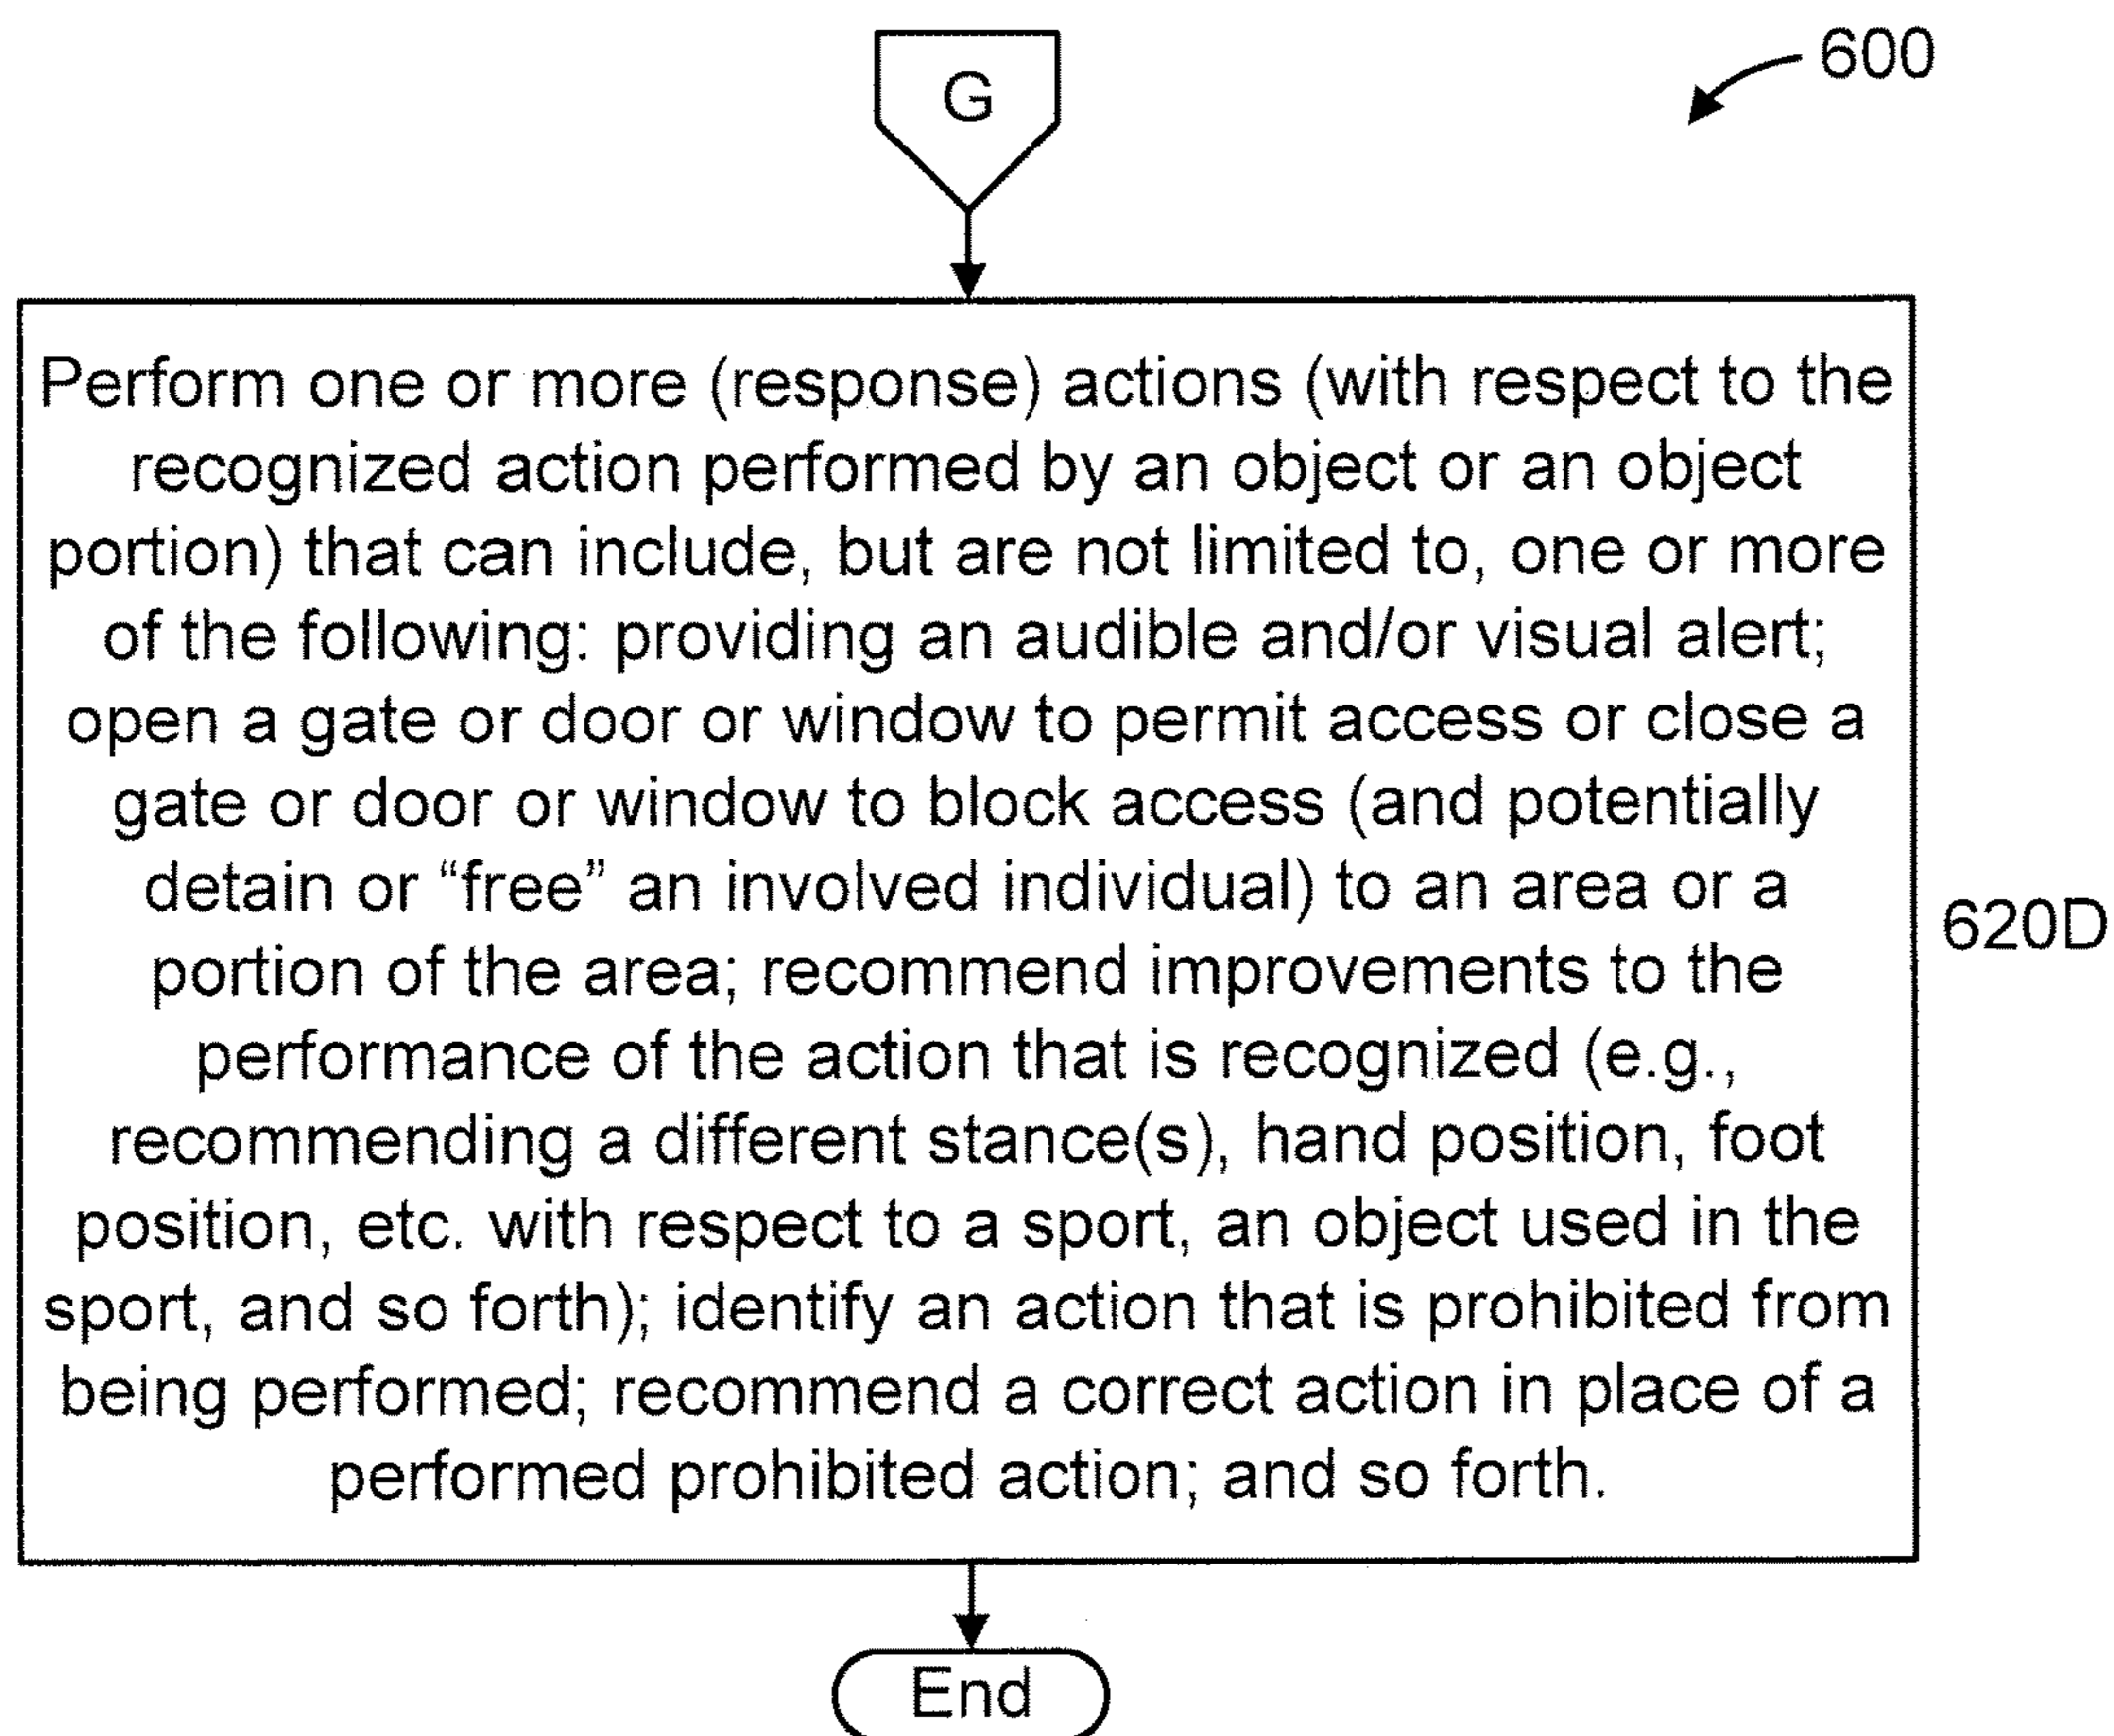 G
600
Perform one or more (response) actions (with respect to the
recognized action performed by an object or an object
portion) that can include, but are not limited to, one or more
of the following: providing an audible and/or visual alert;
open a gate or door or window to permit access or close a
gate or door or window to block access (and potentially
detain or “free” an involved individual) to an area or a
portion of the area; recommend improvements to the
performance of the action that is recognized (e.g.,
recommending a different stance(s), hand position, foot
position, etc. with respect to a sport, an object used in the
sport, and so forth); identify an action that is prohibited from
being performed; recommend a correct action in place of a
performed prohibited action; and so forth.
620D
End